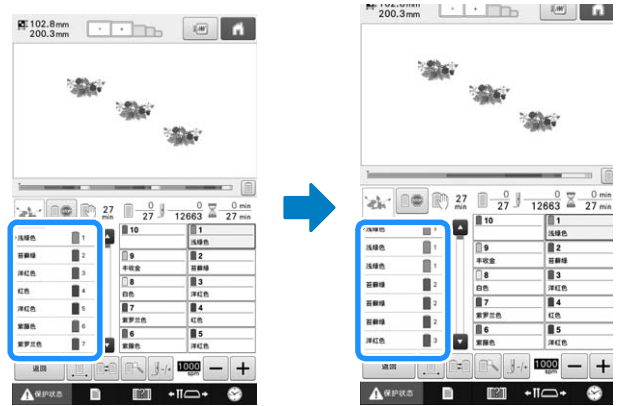 102.8mm
200.3mm
27
min
0
27
0
12663
0 min
27 min
浅绿色 1
苔藓绿 2
洋红色 3
红色 4
洋红色 5
紫藤色 6
紫罗兰色 7
10
1
浅绿色
9
丰收金
2
苔藓绿
8
白色
3
洋红色
7
紫罗兰色
4
红色
6
紫藤色
5
洋红色
返回
1000
spm
保护状态
200.3mm
27
min
0
27
0
12663
0 min
27 min
浅绿色 1
浅绿色 1
浅绿色 1
苔藓绿 2
苔藓绿 2
苔藓绿 2
洋红色 3
10
1
浅绿色
9
丰收金
2
苔藓绿
8
白色
3
洋红色
7
紫罗兰色
4
红色
6
紫藤色
5
洋红色
返回
1000
spm
保护状态